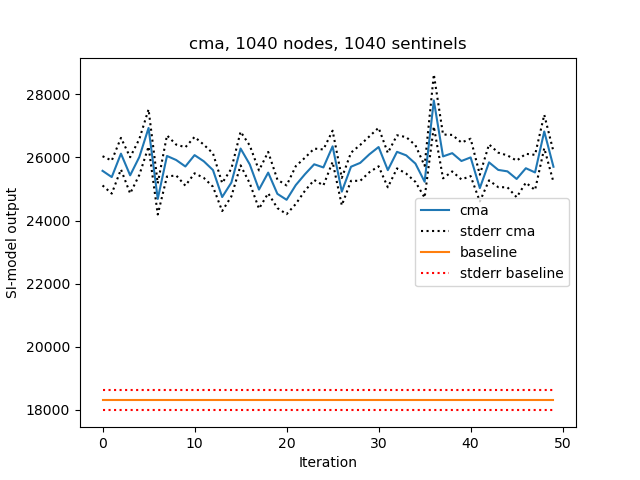 cma, 1040 nodes, 1040 sentinels
SI-model output
28000
26000
24000
22000
20000
18000
cma
stderr cma
baseline
stderr baseline
0 10 20 30 40 50
Iteration